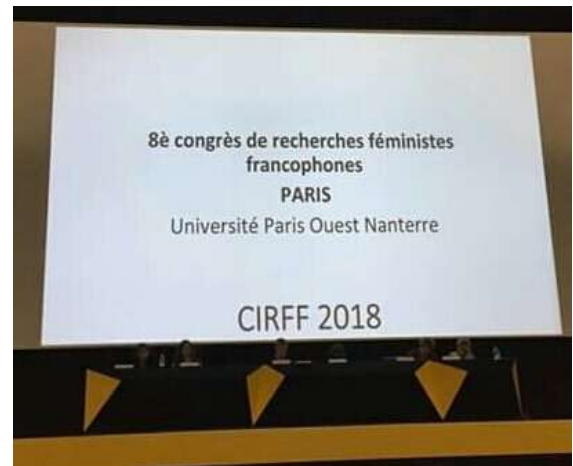 8è congrès de recherches féministes
francophones
PARIS
Université Paris Ouest Nanterre
CIRFF 2018